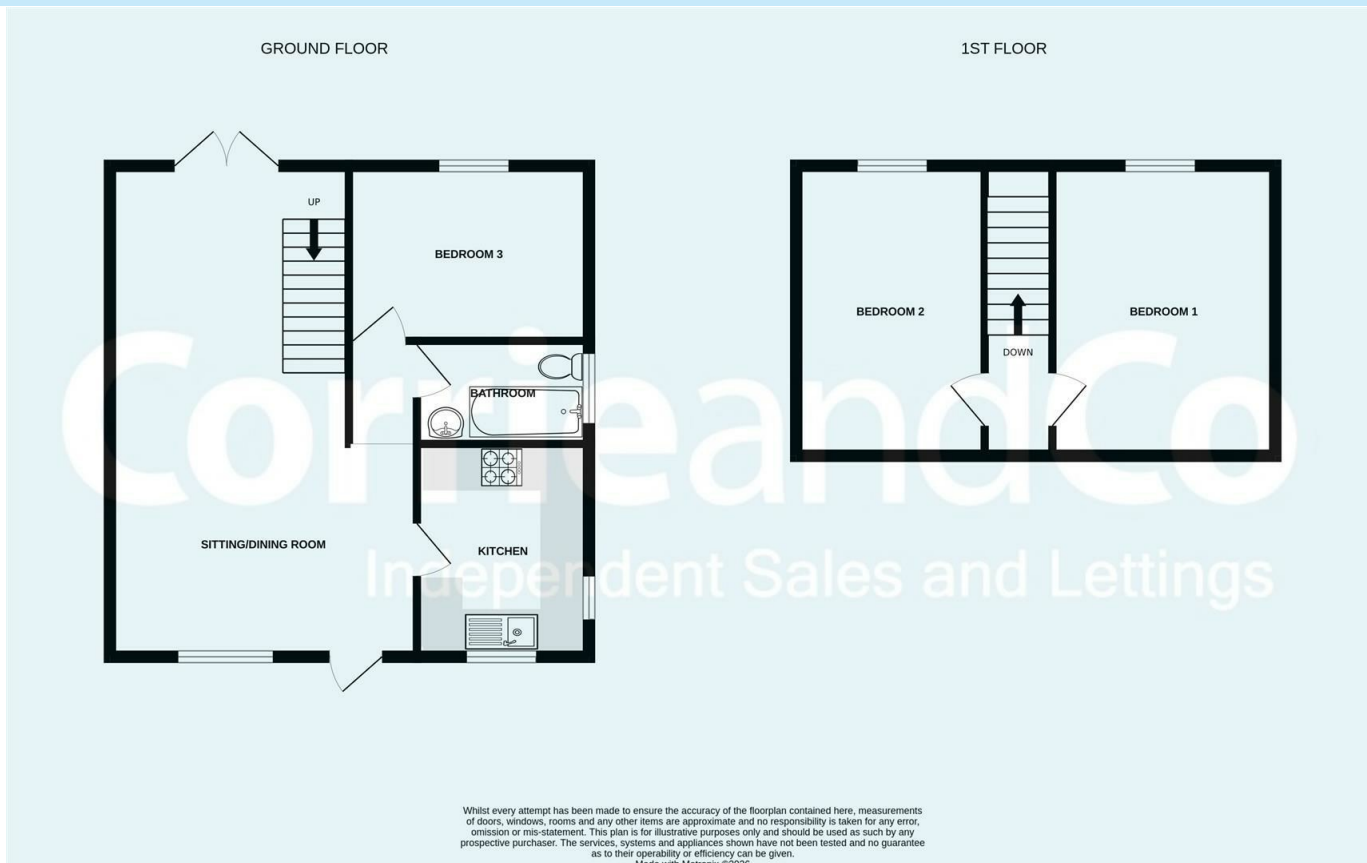 GROUND FLOOR
1ST FLOOR
UP
BEDROOM 3
BATHROOM
SITTING/DINING ROOM
KITCHEN
BEDROOM 2
BEDROOM 1
DOWN
CorrieandCo
Independent Sales and Lettings
Whilst every attempt has been made to ensure the accuracy of the floorplan contained here, measurements
of doors, windows, rooms and any other items are approximate and no responsibility is taken for any error,
omission or mis-statement. This plan is for illustrative purposes only and should be used as such by any
prospective purchaser. The services, systems and appliances shown have not been tested and no guarantee
as to their operability or efficiency can be given.
Made with Metropix ©2026